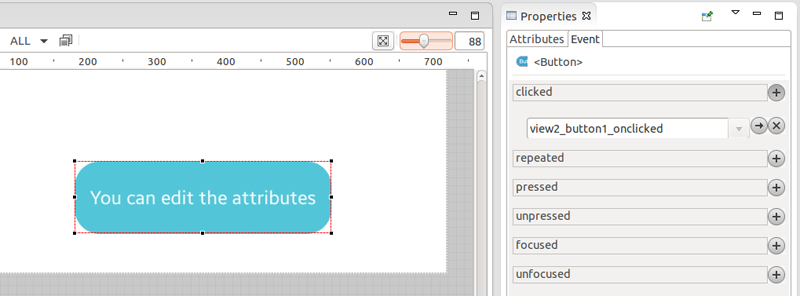 Properties
ALL
88
Attributes
Event
100 200 300 400 500 600 700
But
<Button>
clicked
view2_button1_onclicked
repeated
You can edit the attributes
pressed
unpressed
focused
unfocused